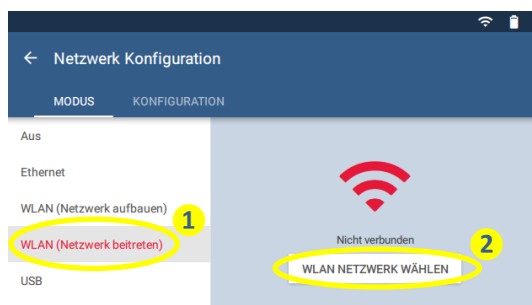 Netzwerk Konfiguration
MODUS KONFIGURATION
Aus
Ethernet
WLAN (Netzwerk aufbauen)
1
WLAN (Netzwerk beitreten)
USB
Nicht verbunden
2
WLAN NETZWERK WÄHLEN